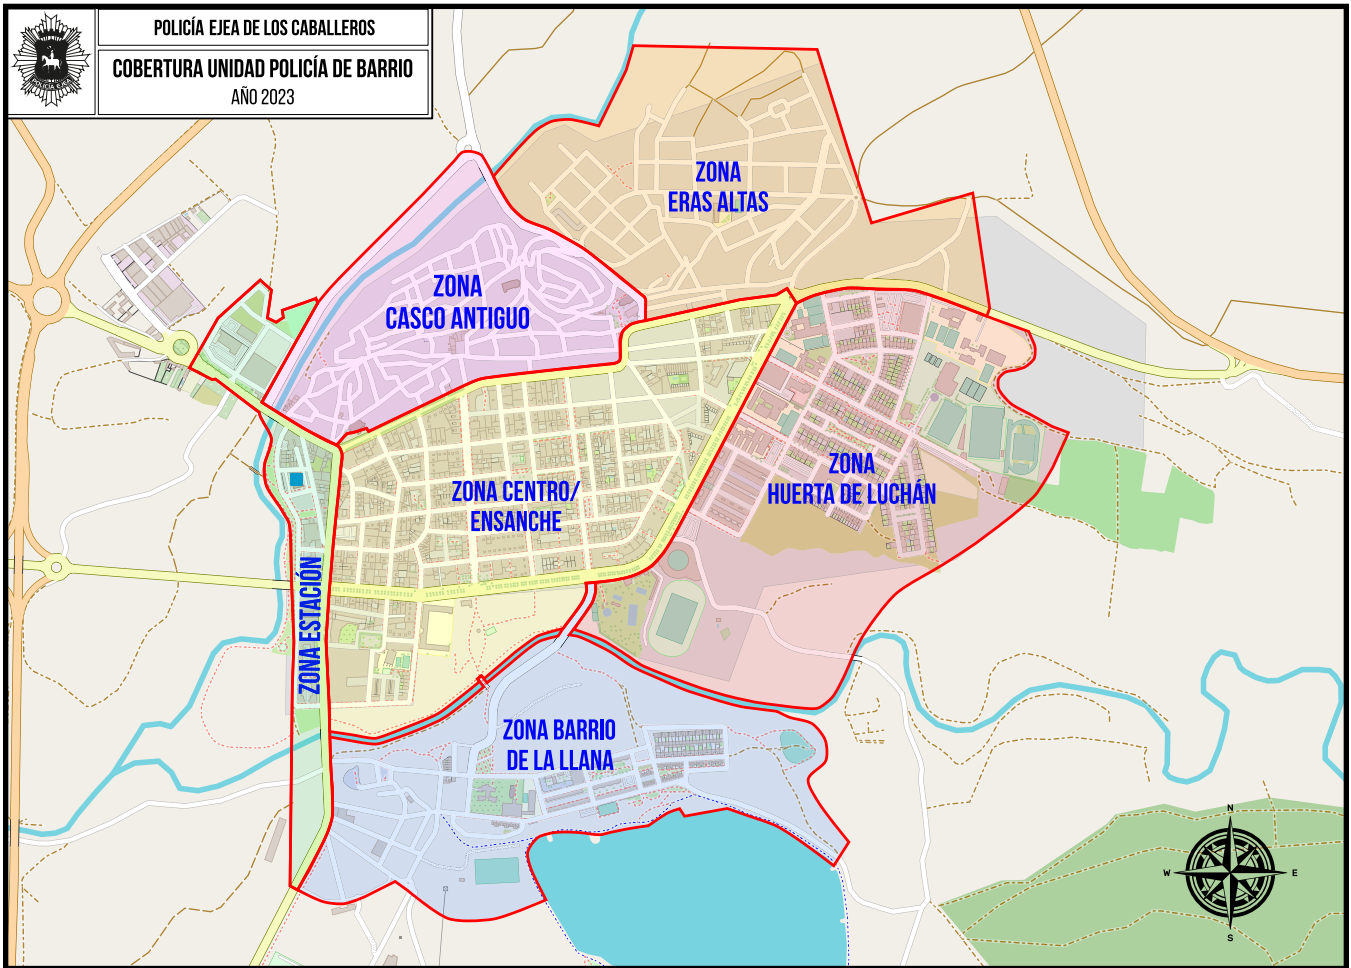 POLICÍA EJEA DE LOS CABALLEROS
COBERTURA UNIDAD POLICÍA DE BARRIO
AÑO 2023
ZONA
ERAS ALTAS
ZONA
CASCO ANTIGUO
ZONA
HUERTA DE LUCHÁN
ZONA CENTRO/
ENSANCHE
ZONA ESTACIÓN
ZONA BARRIO
DE LA LLANA
N
W
E
S